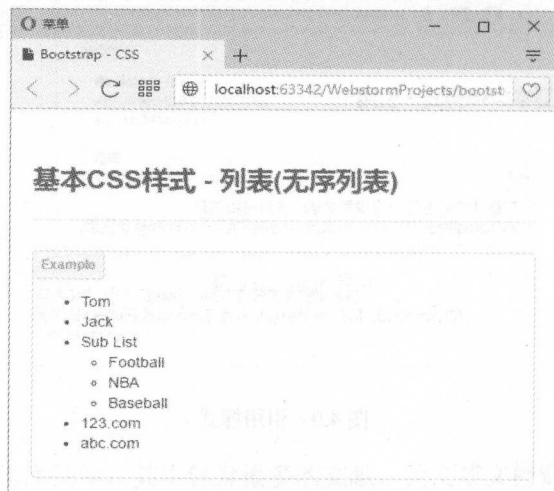 菜单
Bootstrap - CSS
localhost:63342/WebstormProjects/bootst
基本CSS样式 - 列表(无序列表)
Example
Tom
Jack
Sub List
Football
NBA
Baseball
123.com
abc.com